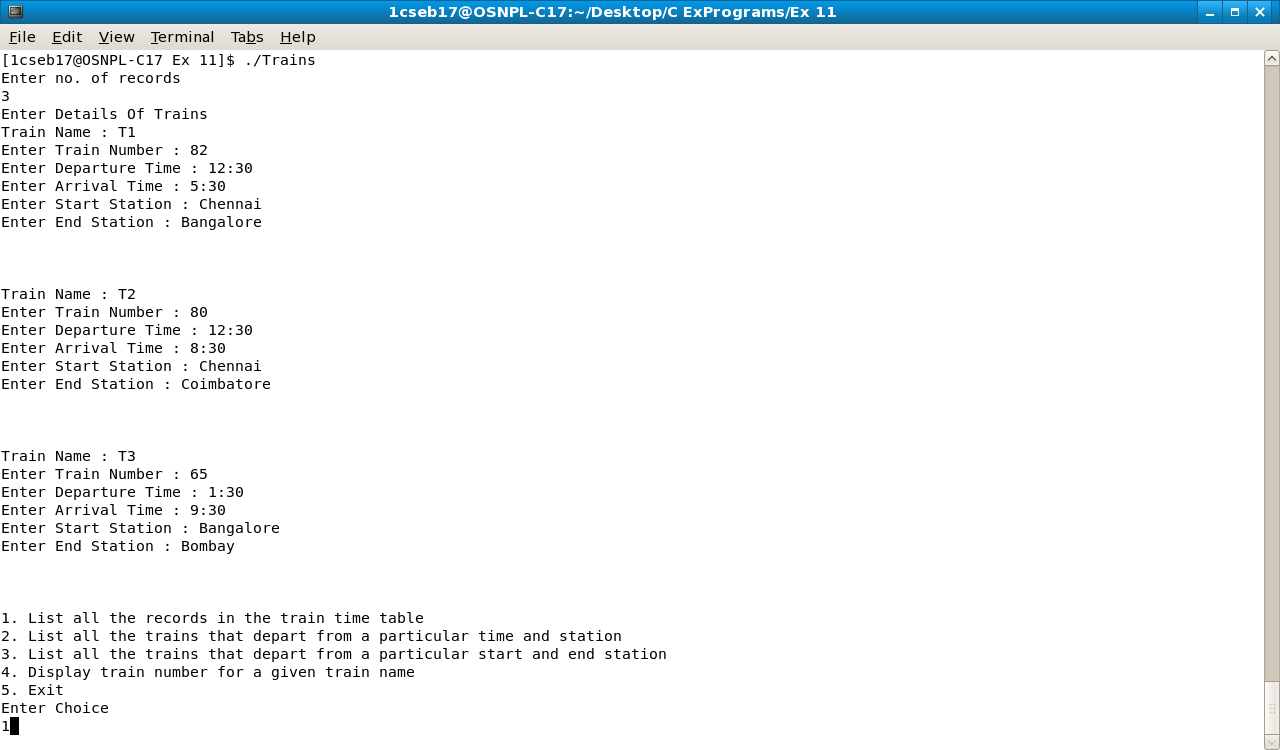 1cseb17@OSNPL-C17:~/Desktop/C ExPrograms/Ex 11
File Edit View Terminal Tabs Help
[1cseb17@OSNPL-C17 Ex 11]$ ./Trains
Enter no. of records
3
Enter Details Of Trains
Train Name : T1
Enter Train Number : 82
Enter Departure Time : 12:30
Enter Arrival Time : 5:30
Enter Start Station : Chennai
Enter End Station : Bangalore
Train Name : T2
Enter Train Number : 80
Enter Departure Time : 12:30
Enter Arrival Time : 8:30
Enter Start Station : Chennai
Enter End Station : Coimbatore
Train Name : T3
Enter Train Number : 65
Enter Departure Time : 1:30
Enter Arrival Time : 9:30
Enter Start Station : Bangalore
Enter End Station : Bombay
1. List all the records in the train time table
2. List all the trains that depart from a particular time and station
3. List all the trains that depart from a particular start and end station
4. Display train number for a given train name
5. Exit
Enter Choice
1